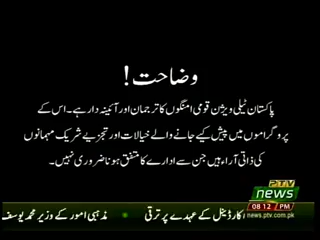 وضاحت !
پاکستان ٹیلی ویژن قومی امنگوں کا ترجمان اور آئینہ دار ہے۔ اس کے
پروگراموں میں پیش کیے جانے والے خیالات اور تجزیے شریک مہمانوں
کی ذاتی آراء ہیں جن سے ادارے کا متفق ہونا ضروری نہیں۔
PTV
news
08:12 PM
news.ptv.com.pk
کارڈینل کے عہدے پر ترقی • مذہبی امور کے وزیر محمد یوسف